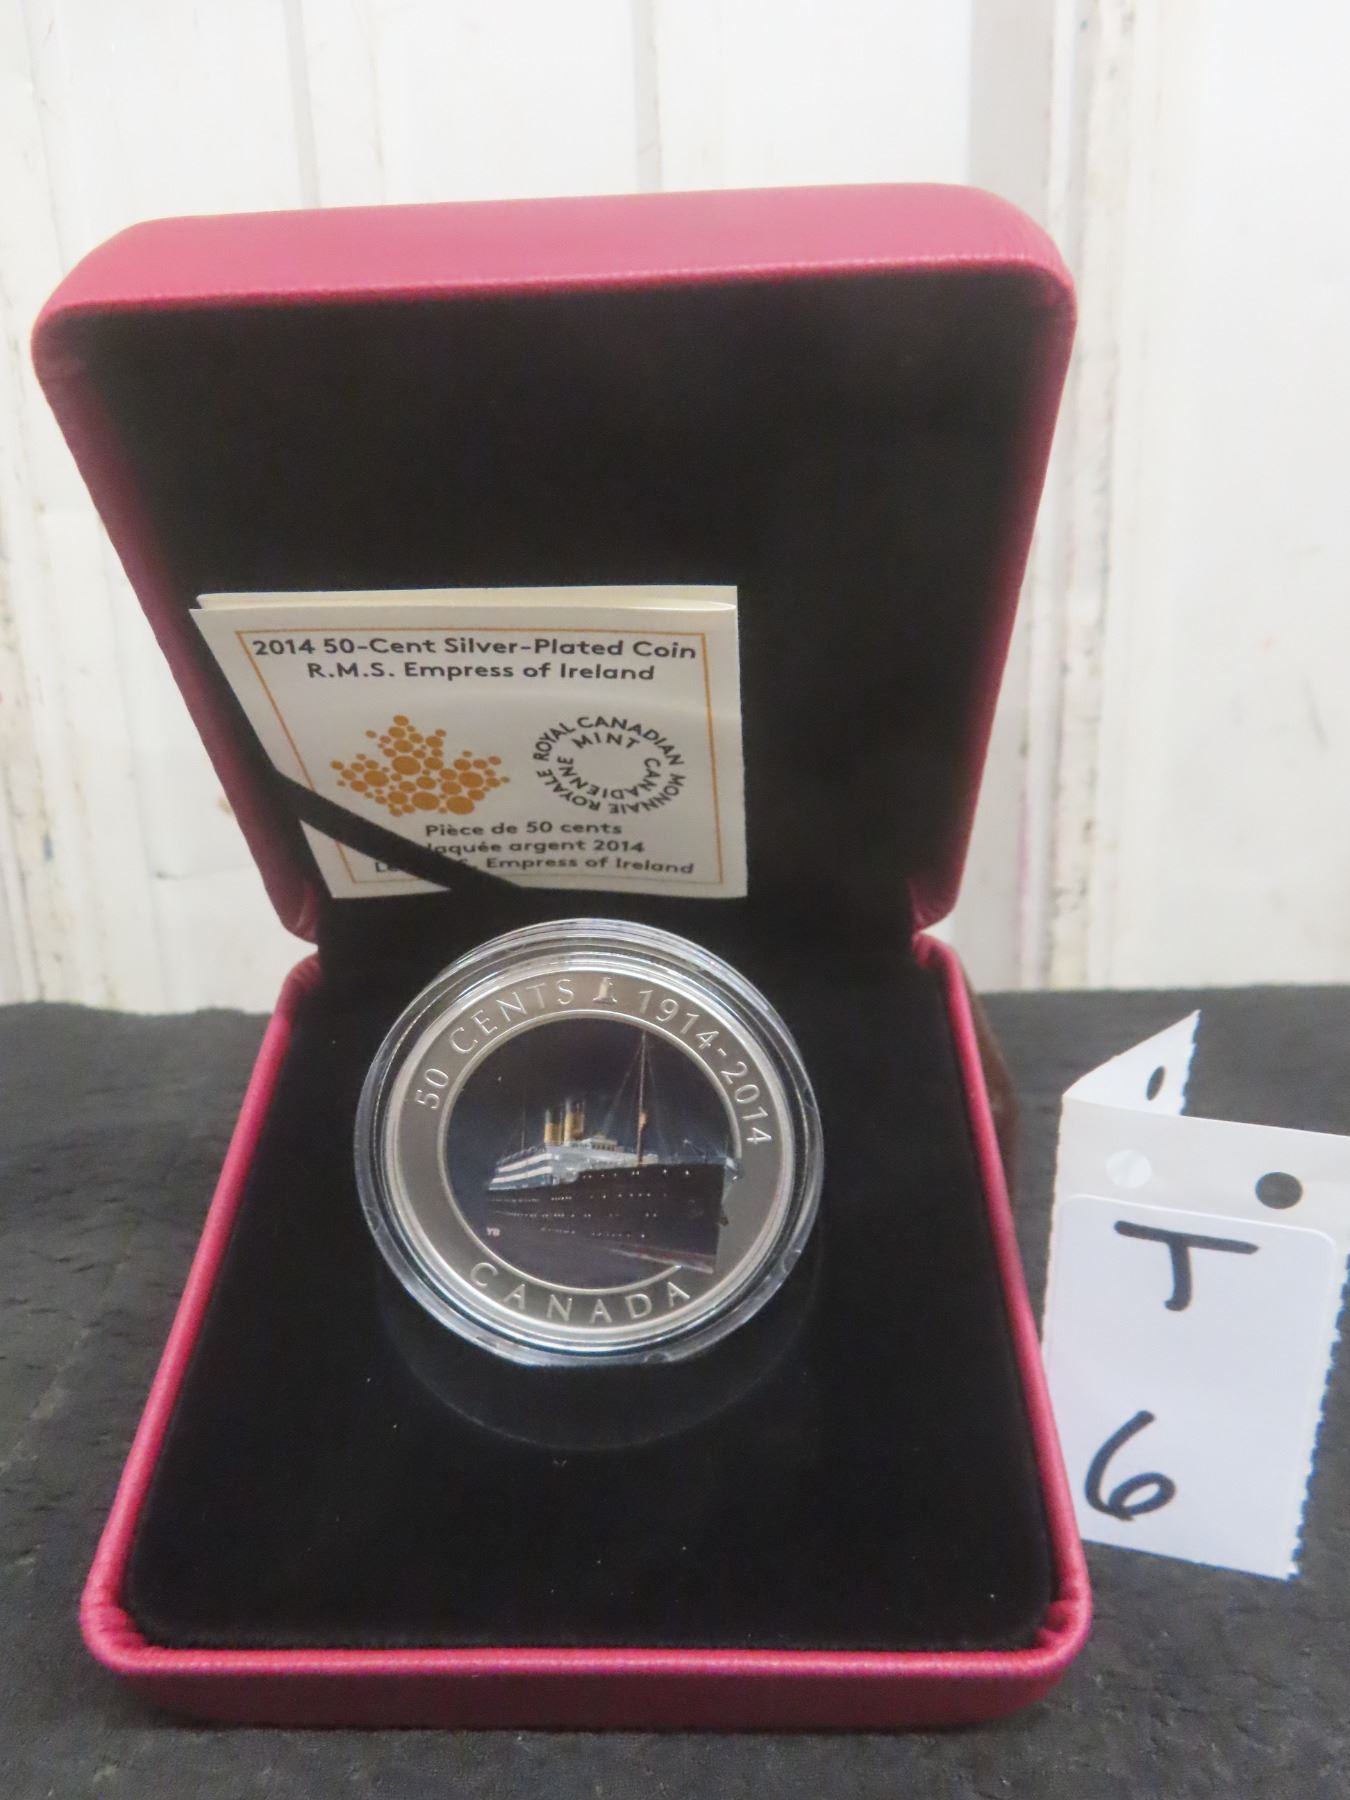 2014 50-Cent Silver-Plated Coin
R.M.S. Empress of Ireland
ROYAL CANADIAN MINT
MONNAIE ROYALE CANADIENNE
Pièce de 50 cents
argent 2014
Empress of Ireland
50 CENTS 1914-2014
YB
CANADA
T
6